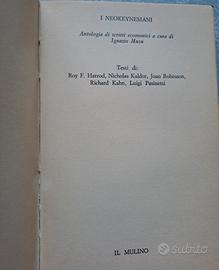 I NEOKEYNESIANI
Antologia di scritti economici a cura di
Ignazio Musu
Testi di:
Roy F. Harrod, Nicholas Kaldor, Joan Robinson,
Richard Kahn, Luigi Pasinetti
IL MULINO
subito